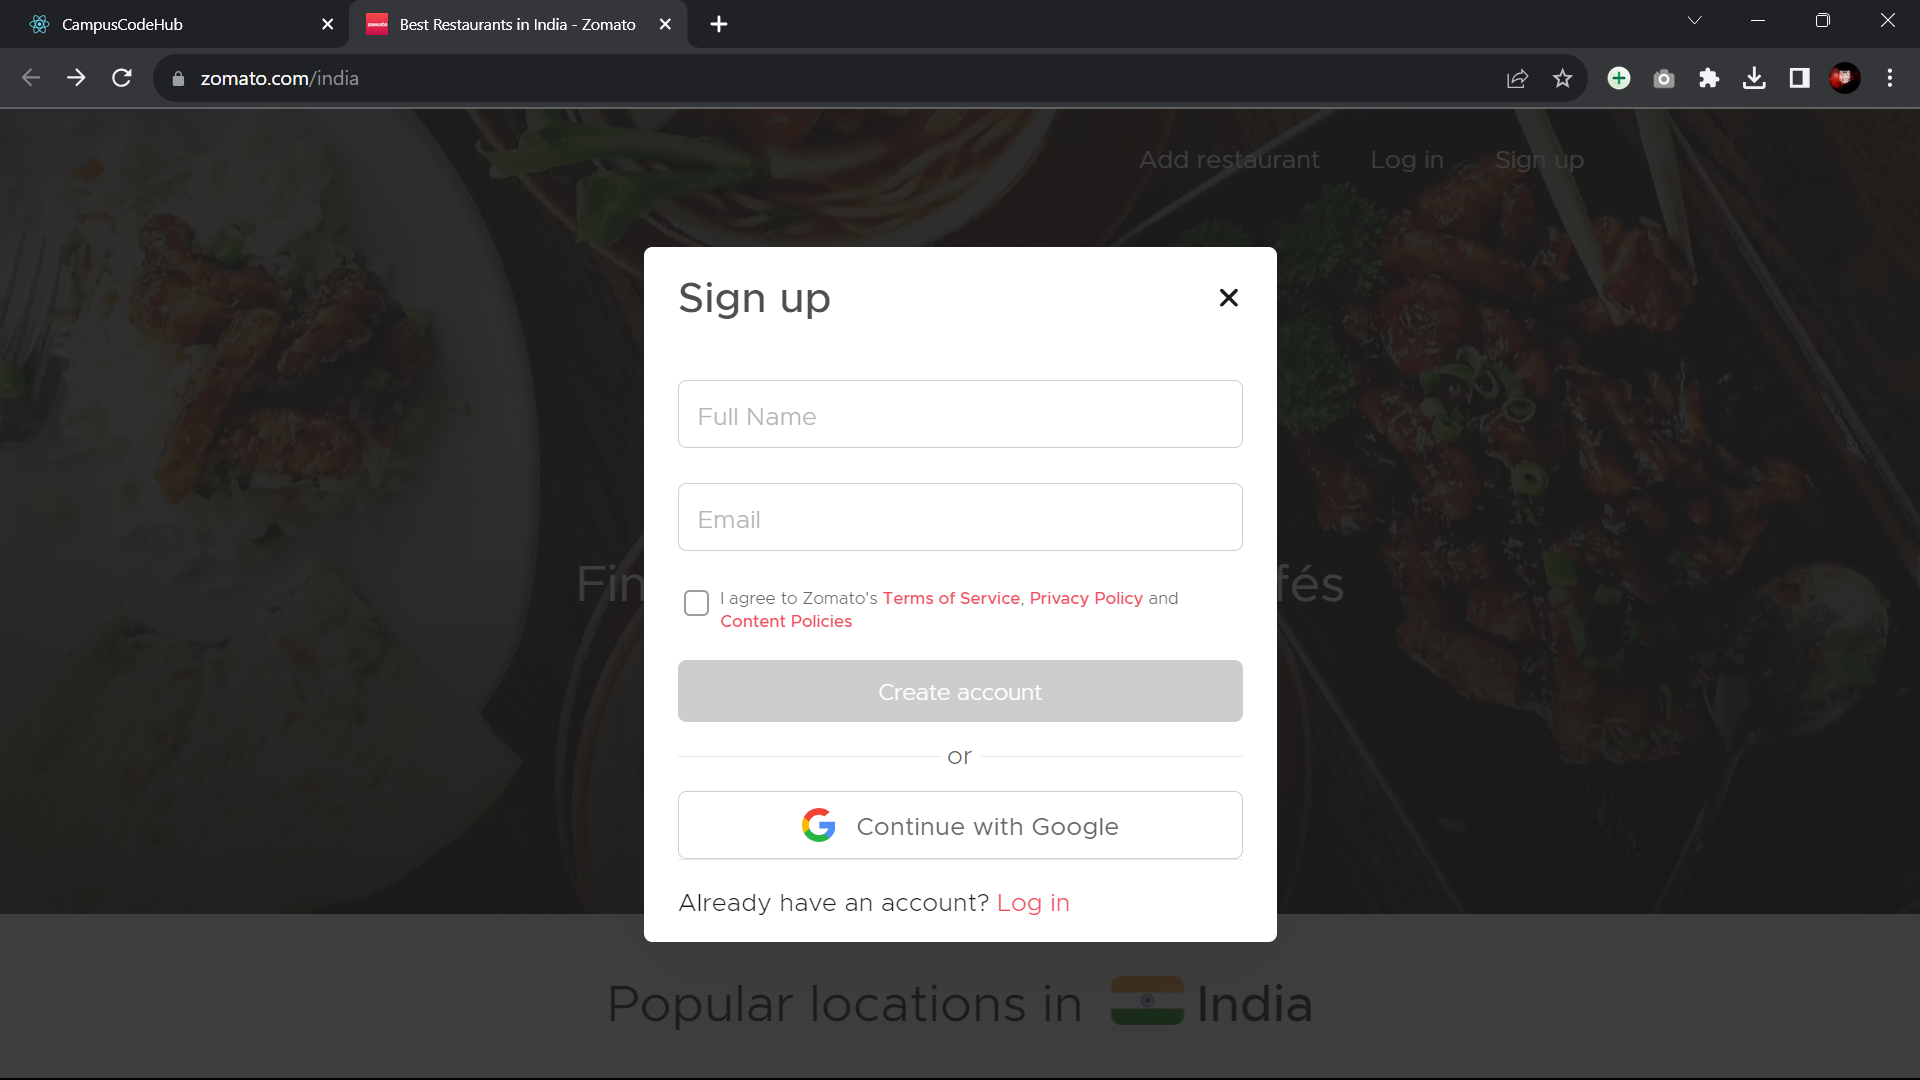 CampusCodeHub
zomato
Best Restaurants in India - Zomato
zomato.com/india
Add restaurant
Log in
Sign up
Sign up
Full Name
Email
Fin
fés
I agree to Zomato's Terms of Service, Privacy Policy and
Content Policies
Create account
or
Continue with Google
Already have an account? Log in
Popular locations in India